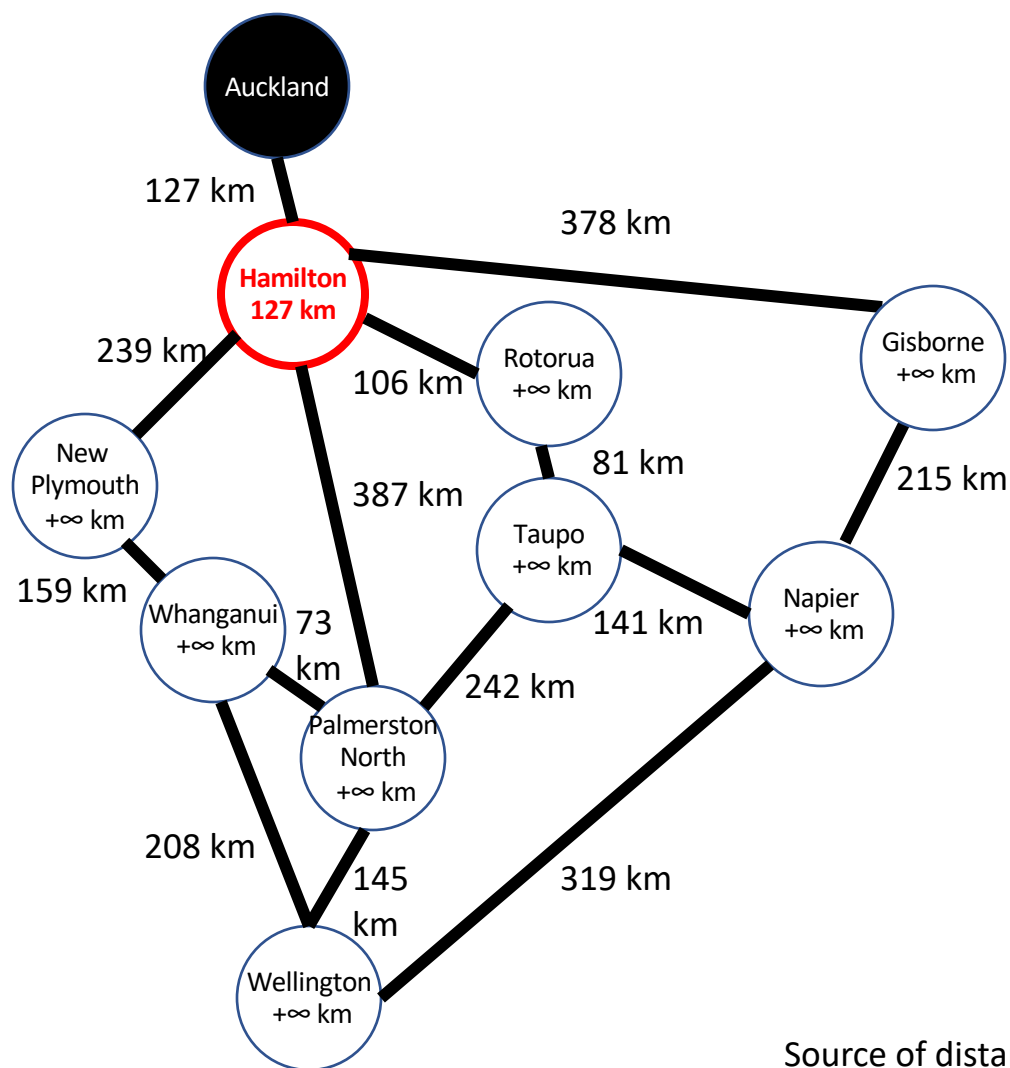 Auckland
127 km
378 km
Hamilton
127 km
239 km
106 km
Rotorua
+∞ km
Gisborne
+∞ km
New
Plymouth
+∞ km
387 km
81 km
215 km
Taupo
+∞ km
159 km
Whanganui
+∞ km
73
km
141 km
Napier
+∞ km
242 km
Palmerston
North
+∞ km
208 km
145
km
319 km
Wellington
+∞ km
Source of dista